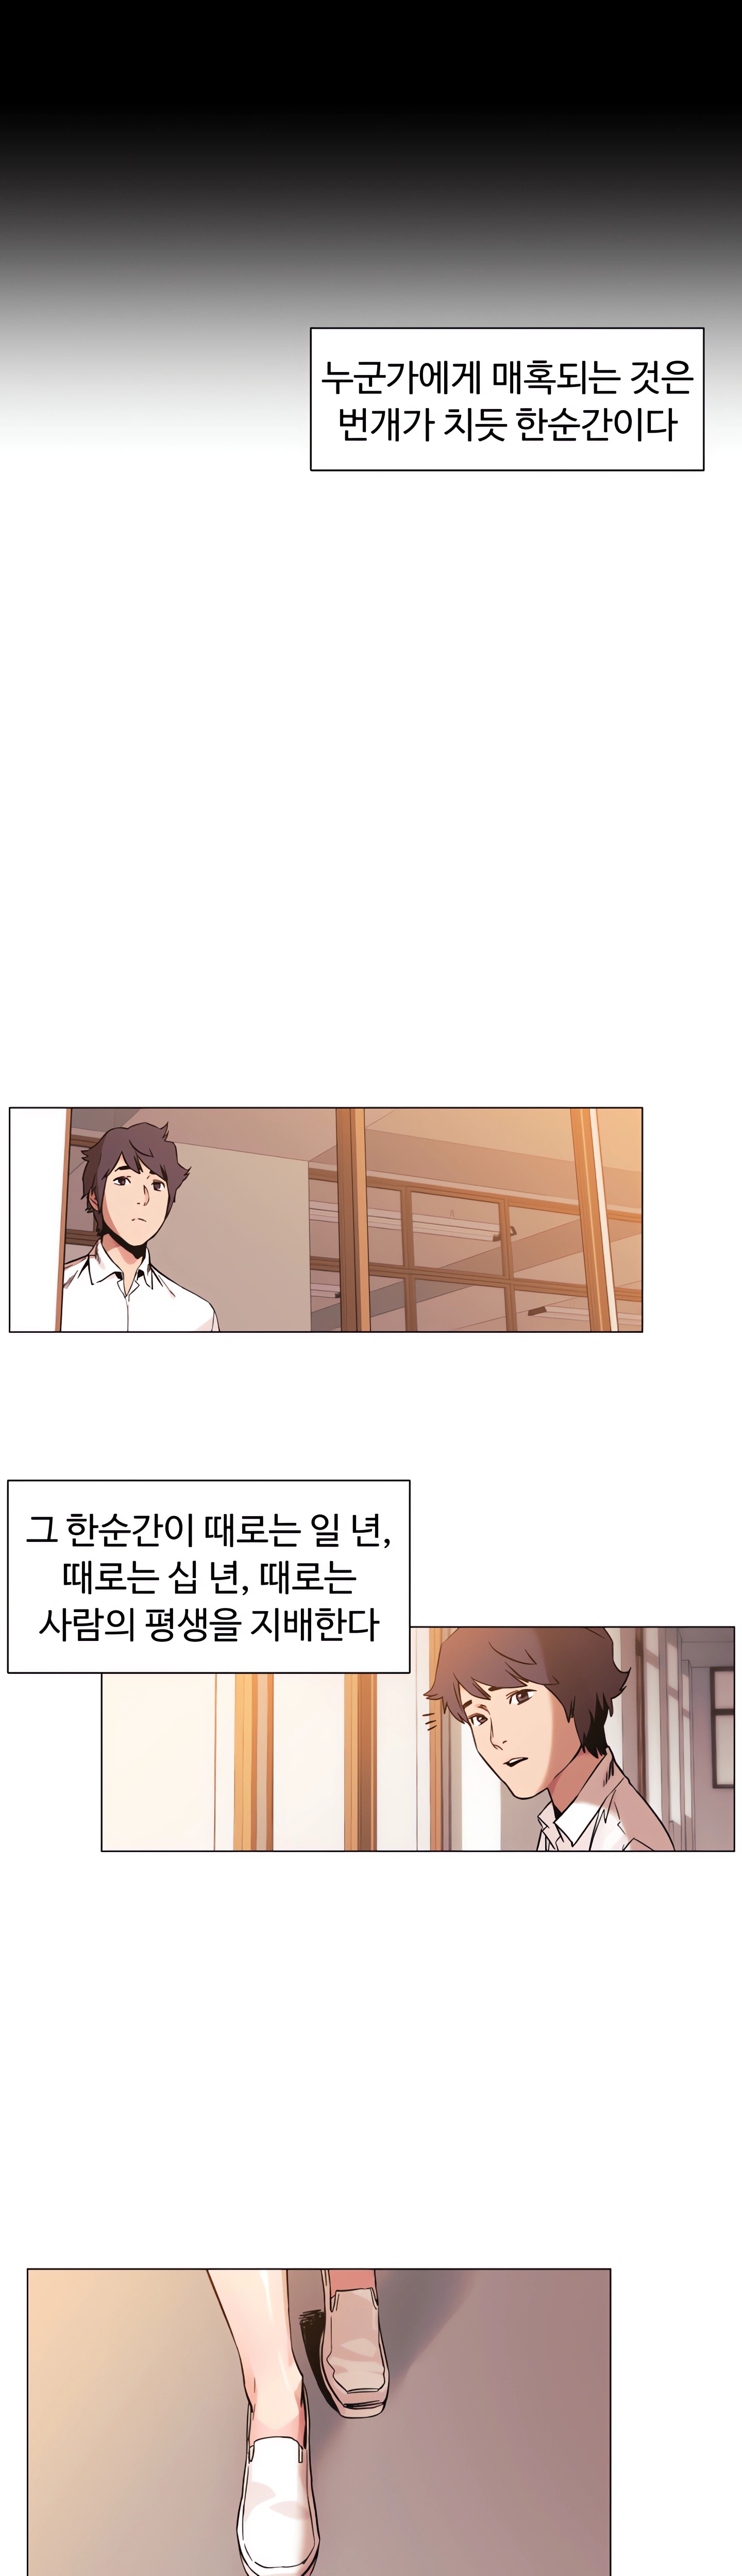 누군가에게 매혹되는 것은
번개가 치듯 한순간이다
그 한순간이 때로는 일 년,
때로는 십 년, 때로는
사람의 평생을 지배한다